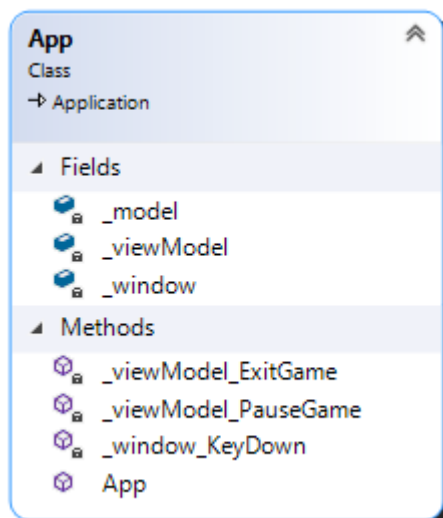 App
Class
Application
Fields
_model
_viewModel
_window
Methods
_viewModel_ExitGame
_viewModel_PauseGame
_window_KeyDown
App